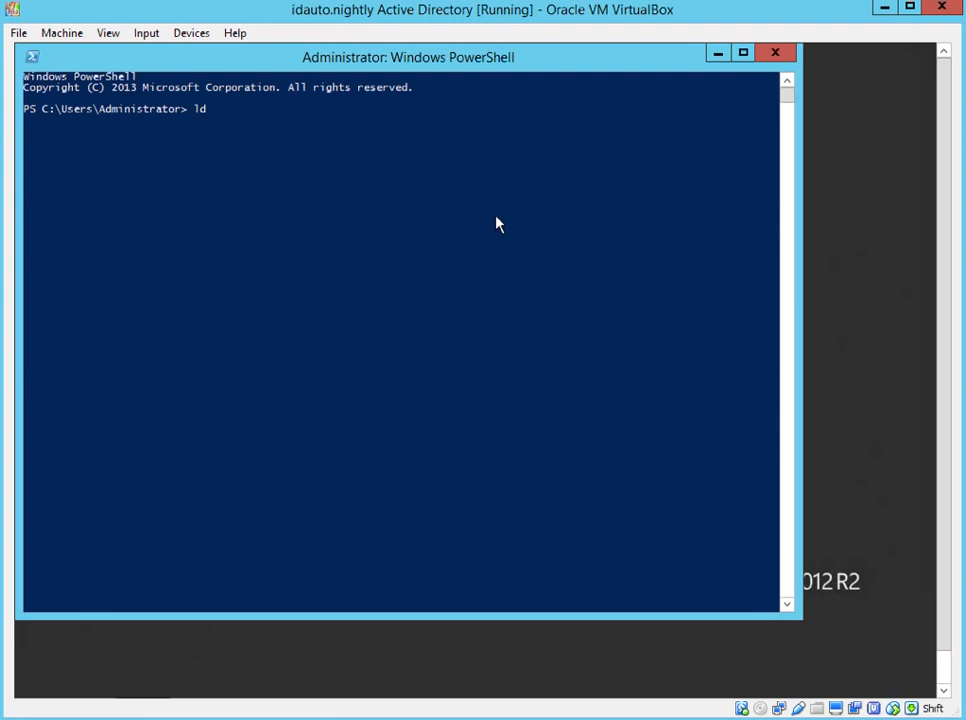 idauto.nightly Active Directory [Running] - Oracle VM VirtualBox
File Machine View Input Devices Help
Administrator: Windows PowerShell
Windows PowerShell
Copyright (C) 2013 Microsoft Corporation. All rights reserved.
PS C:\Users\Administrator> ld
012 R2
Shift